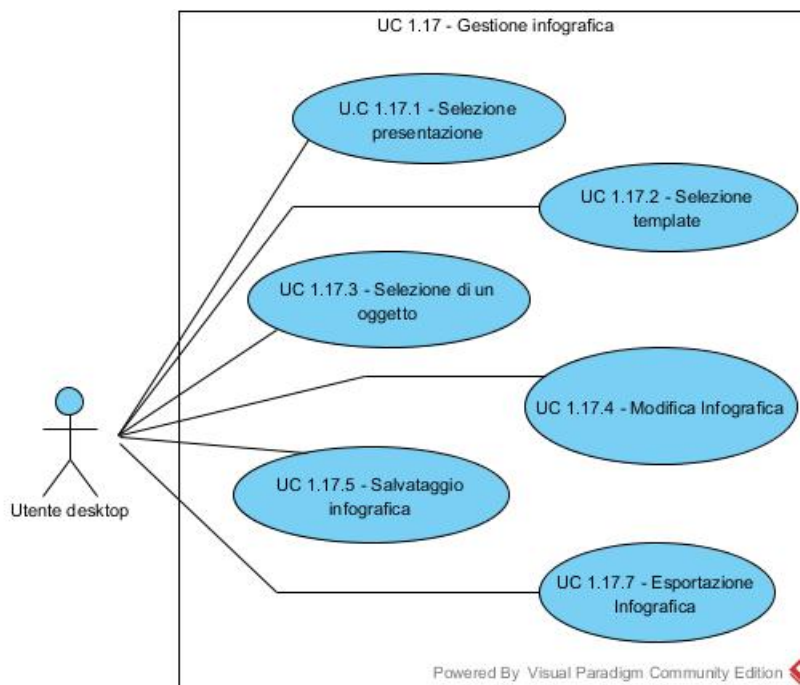 UC 1.17 - Gestione infografica
U.C 1.17.1 - Selezione
presentazione
UC 1.17.2 - Selezione
template
UC 1.17.3 - Selezione di un
oggetto
UC 1.17.4 - Modifica Infografica
UC 1.17.5 - Salvataggio
infografica
Utente desktop
UC 1.17.7 - Esportazione
Infografica
Powered By Visual Paradigm Community Edition